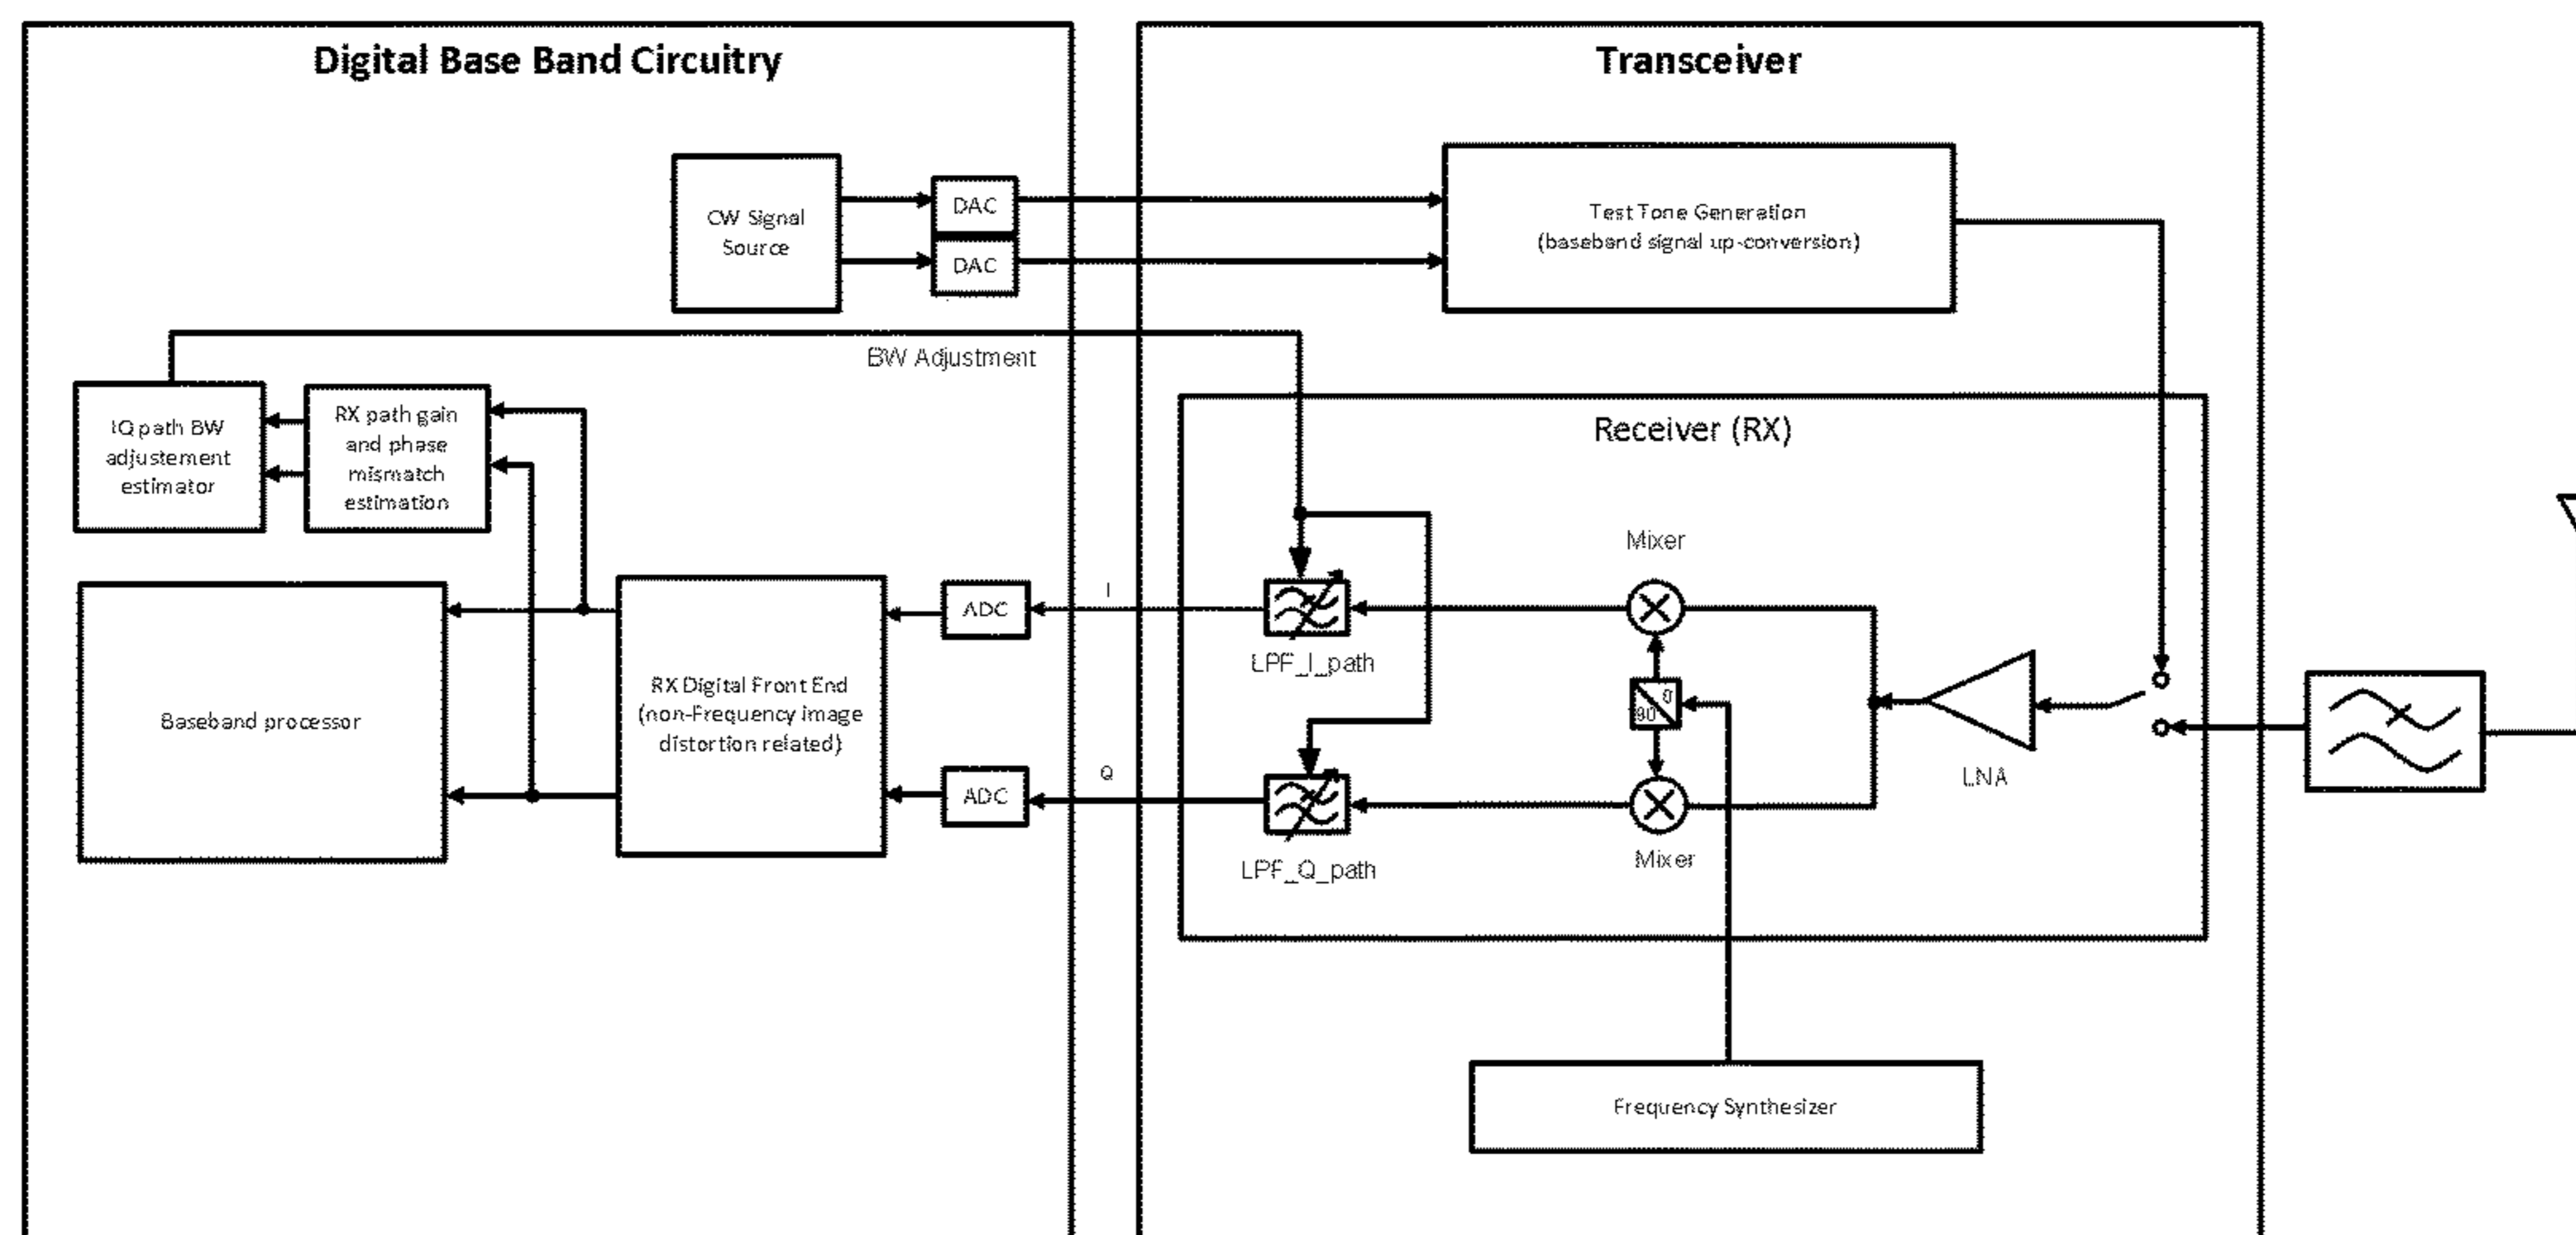 Digital Base Band Circuitry
Transceiver
CW Signal
Source
DAC
DAC
Test Tone Generation
(baseband signal up-conversion)
BW Adjustment
IQ path BW
adjustement
estimator
RX path gain
and phase
mismatch
estimation
Receiver (RX)
Baseband processor
RX Digital Front End
(non-Frequency image
distortion related)
ADC
ADC
I
Q
LPF_I_path
LPF_Q_path
Mixer
0
90
Mixer
LNA
Frequency Synthesizer